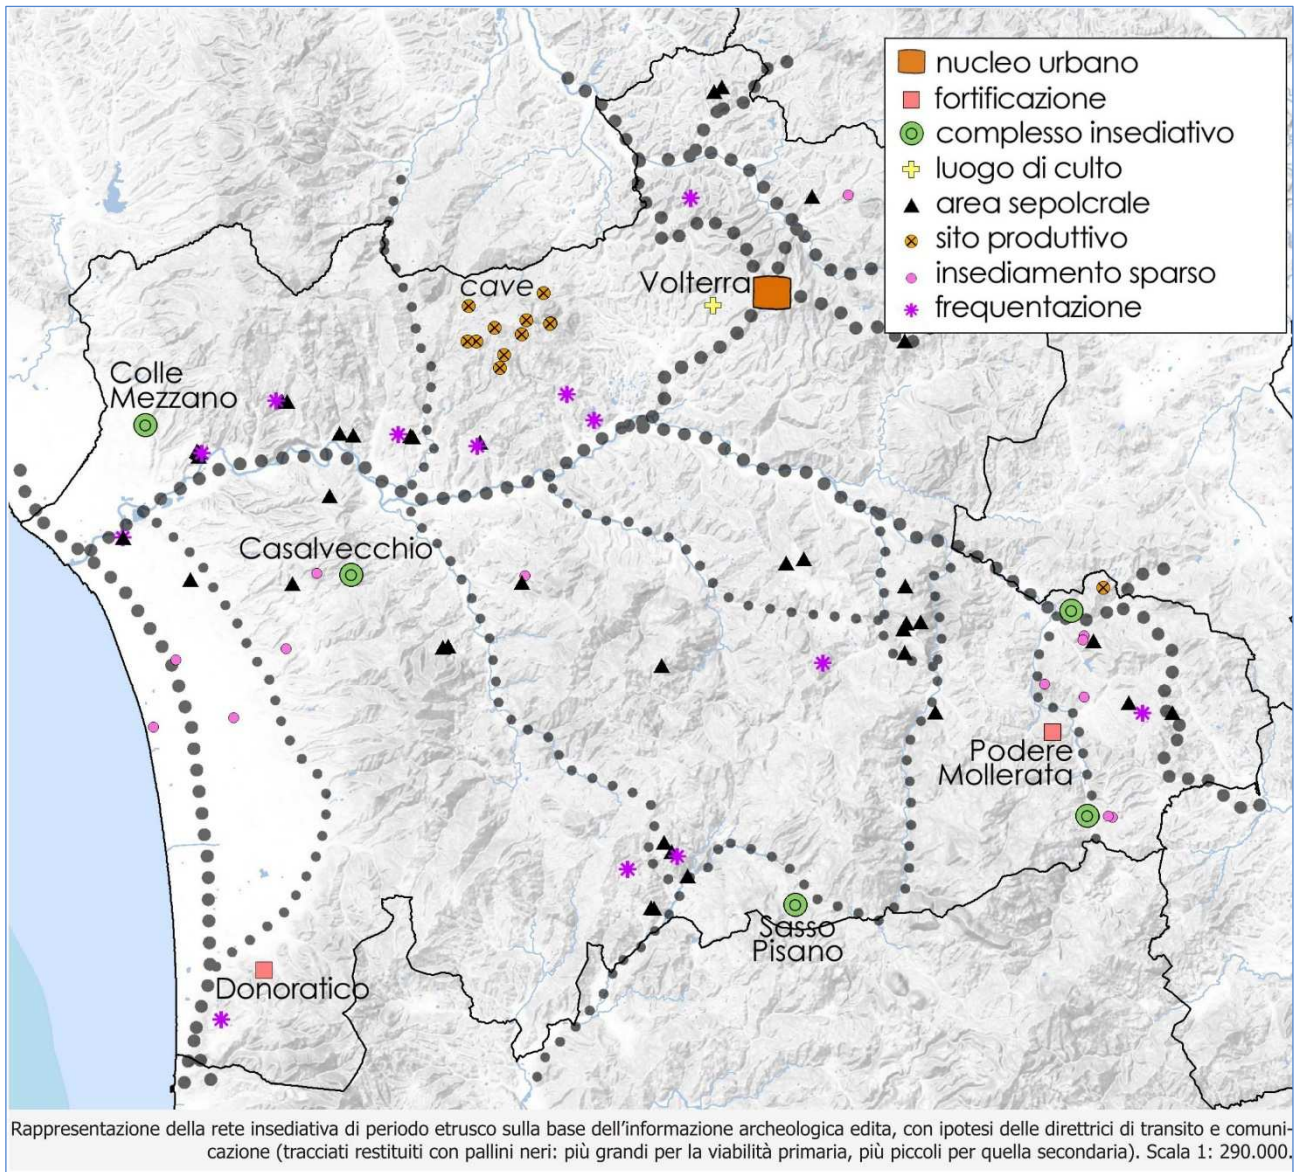 nucleo urbano
fortificazione
complesso insediativo
luogo di culto
area sepolcrale
sito produttivo
insediamento sparso
frequentazione
cave
Volterra
Colle
Mezzano
Casalvecchio
Podere
Mollerata
Sasso
Pisano
Donoratico
Rappresentazione della rete insediativa di periodo etrusco sulla base dell'informazione archeologica edita, con ipotesi delle direttrici di transito e comuni-
cazione (tracciati restituiti con pallini neri: più grandi per la viabilità primaria, più piccoli per quella secondaria). Scala 1: 290.000.